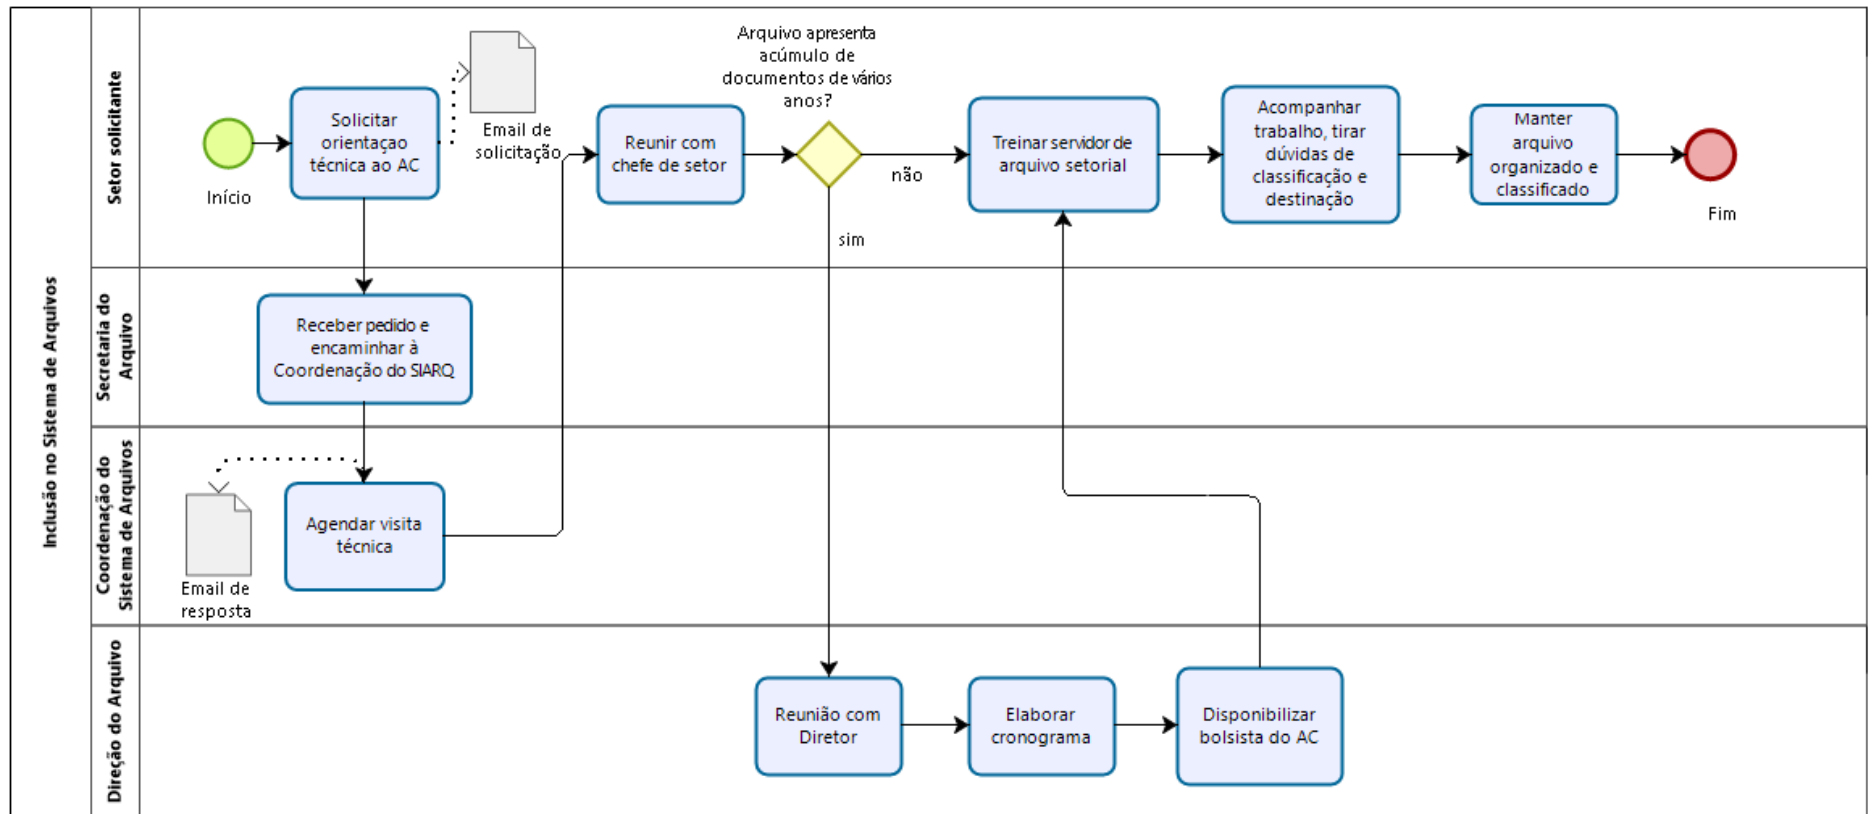 Inclusão no Sistema de Arquivos
Setor solicitante
Início
Solicitar
orientaçao
técnica ao AC
Email de
solicitação
Reunir com
chefe de setor
Arquivo apresenta
acúmulo de
documentos de vários
anos?
não
sim
Treinar servidor de
arquivo setorial
Acompanhar
trabalho, tirar
dúvidas de
classificação e
destinação
Manter
arquivo
organizado e
classificado
Fim
Secretaria do
Arquivo
Receber pedido e
encaminhar à
Coordenação do SIARQ
Coordenação do
Sistema de Arquivos
Email de
resposta
Agendar visita
técnica
Direção do Arquivo
Reunião com
Diretor
Elaborar
cronograma
Disponibilizar
bolsista do AC